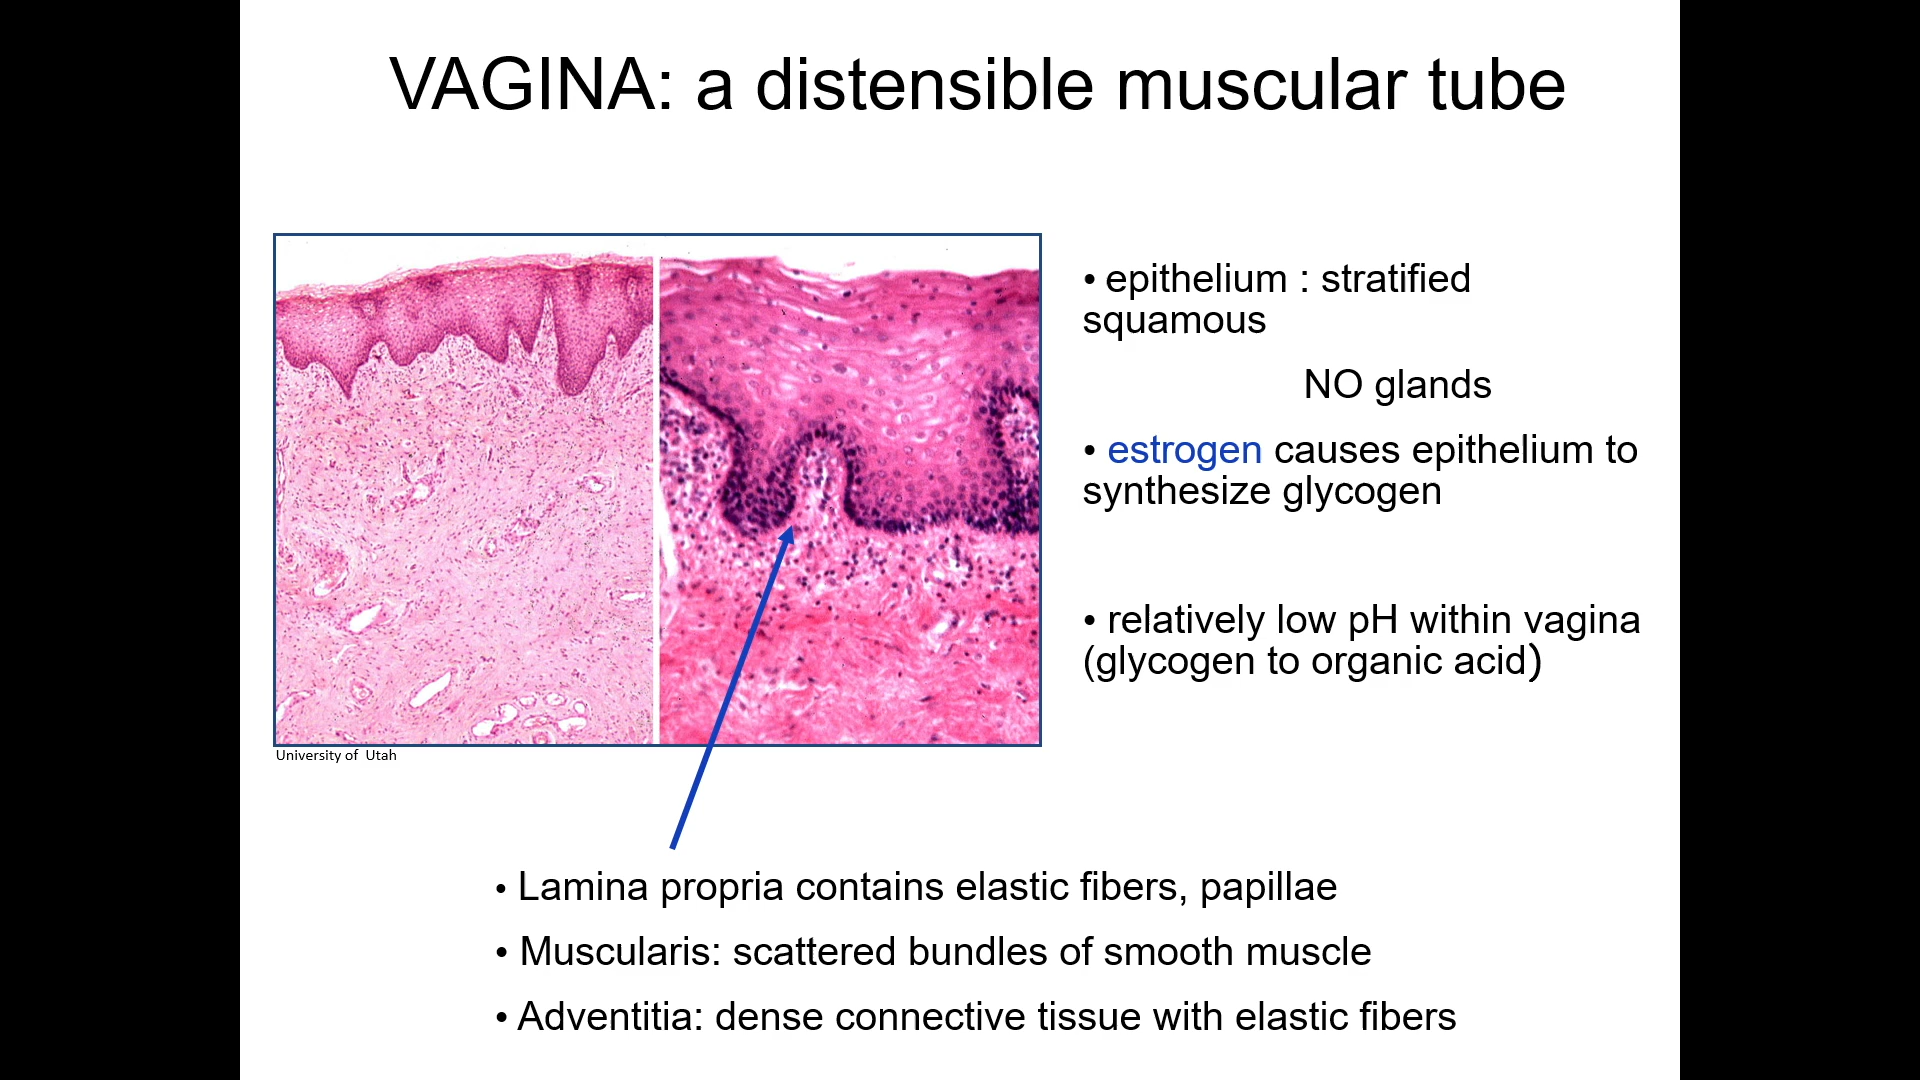 VAGINA: a distensible muscular tube
• epithelium : stratified
squamous
NO glands
• estrogen causes epithelium to
synthesize glycogen
• relatively low pH within vagina
(glycogen to organic acid)
University of Utah
• Lamina propria contains elastic fibers, papillae
• Muscularis: scattered bundles of smooth muscle
• Adventitia: dense connective tissue with elastic fibers